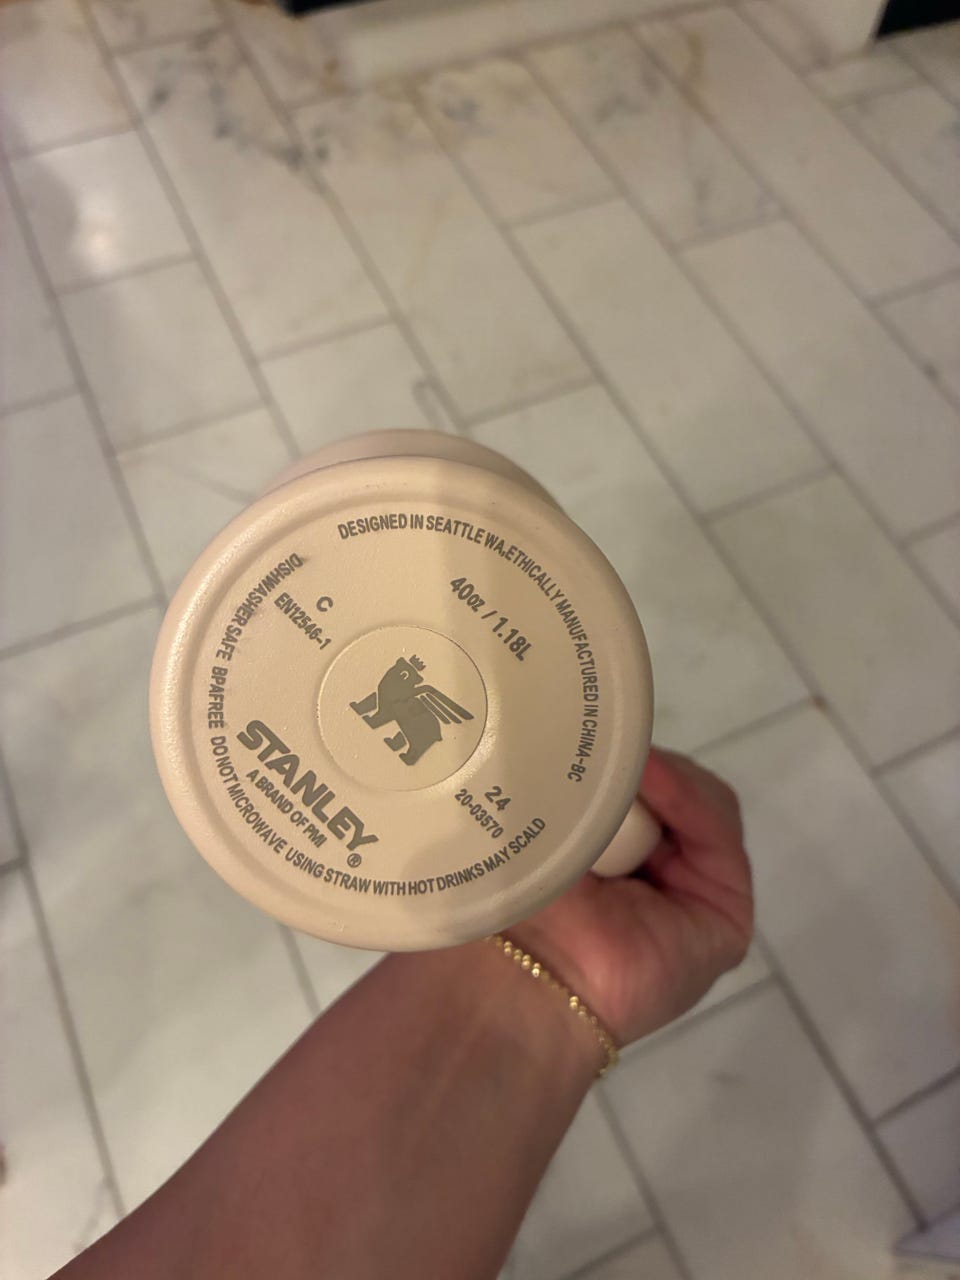 DESIGNED IN SEATTLE WA,ETHICALLY MANUFACTURED IN CHINA-8C
40oz / 1.18L
C
EN12546-1
24
20-03570
STANLEY®
A BRAND OF PMI
DISHWASHER SAFE BPAFREE DO NOT MICROWAVE USING STRAW WITH HOT DRINKS MAY SCALD